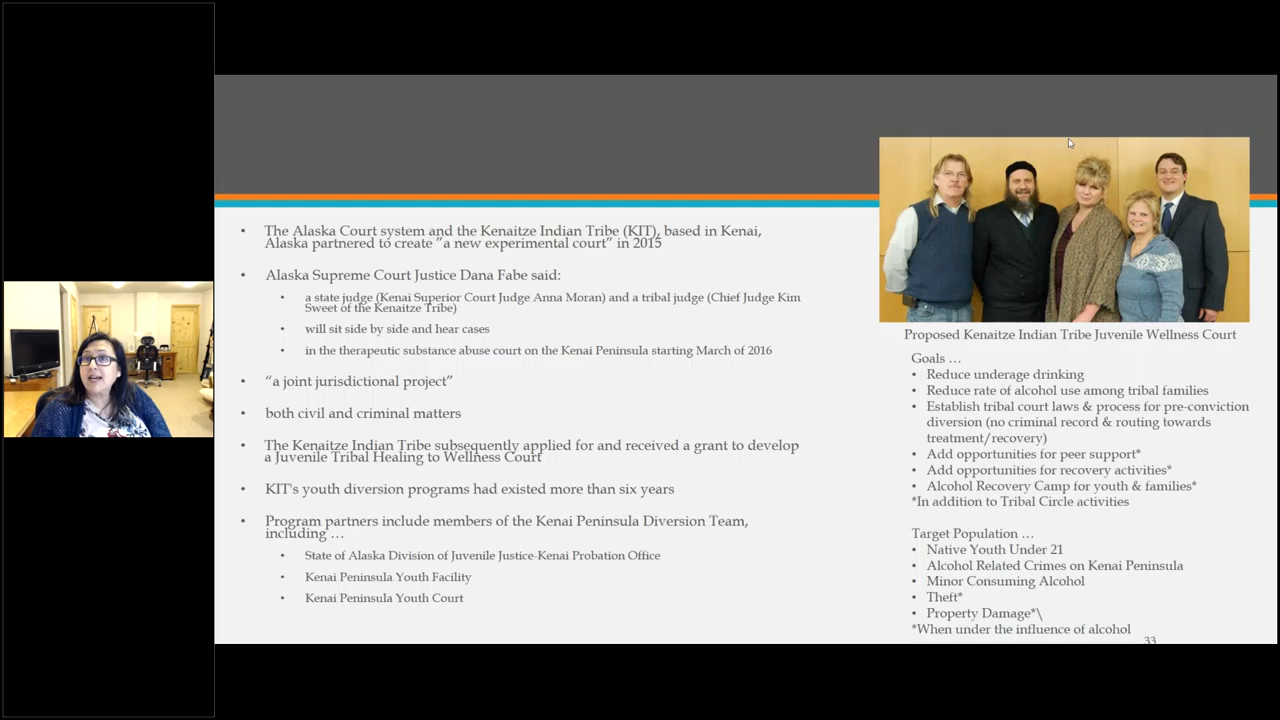 • The Alaska Court system and the Kenaitze Indian Tribe (KIT), based in Kenai,
Alaska partnered to create ”a new experimental court” in 2015
• Alaska Supreme Court Justice Dana Fabe said:
• a state judge (Kenai Superior Court Judge Anna Moran) and a tribal judge (Chief Judge Kim
Sweet of the Kenaitze Tribe)
• will sit side by side and hear cases
• in the therapeutic substance abuse court on the Kenai Peninsula starting March of 2016
• “a joint jurisdictional project”
• both civil and criminal matters
• The Kenaitze Indian Tribe subsequently applied for and received a grant to develop
a Juvenile Tribal Healing to Wellness Court
• KIT's youth diversion programs had existed more than six years
• Program partners include members of the Kenai Peninsula Diversion Team,
including …
• State of Alaska Division of Juvenile Justice-Kenai Probation Office
• Kenai Peninsula Youth Facility
• Kenai Peninsula Youth Court
Proposed Kenaitze Indian Tribe Juvenile Wellness Court
Goals …
• Reduce underage drinking
• Reduce rate of alcohol use among tribal families
• Establish tribal court laws & process for pre-conviction
diversion (no criminal record & routing towards
treatment/recovery)
• Add opportunities for peer support*
• Add opportunities for recovery activities*
• Alcohol Recovery Camp for youth & families*
*In addition to Tribal Circle activities
Target Population …
• Native Youth Under 21
• Alcohol Related Crimes on Kenai Peninsula
• Minor Consuming Alcohol
• Theft*
• Property Damage*\
*When under the influence of alcohol
33